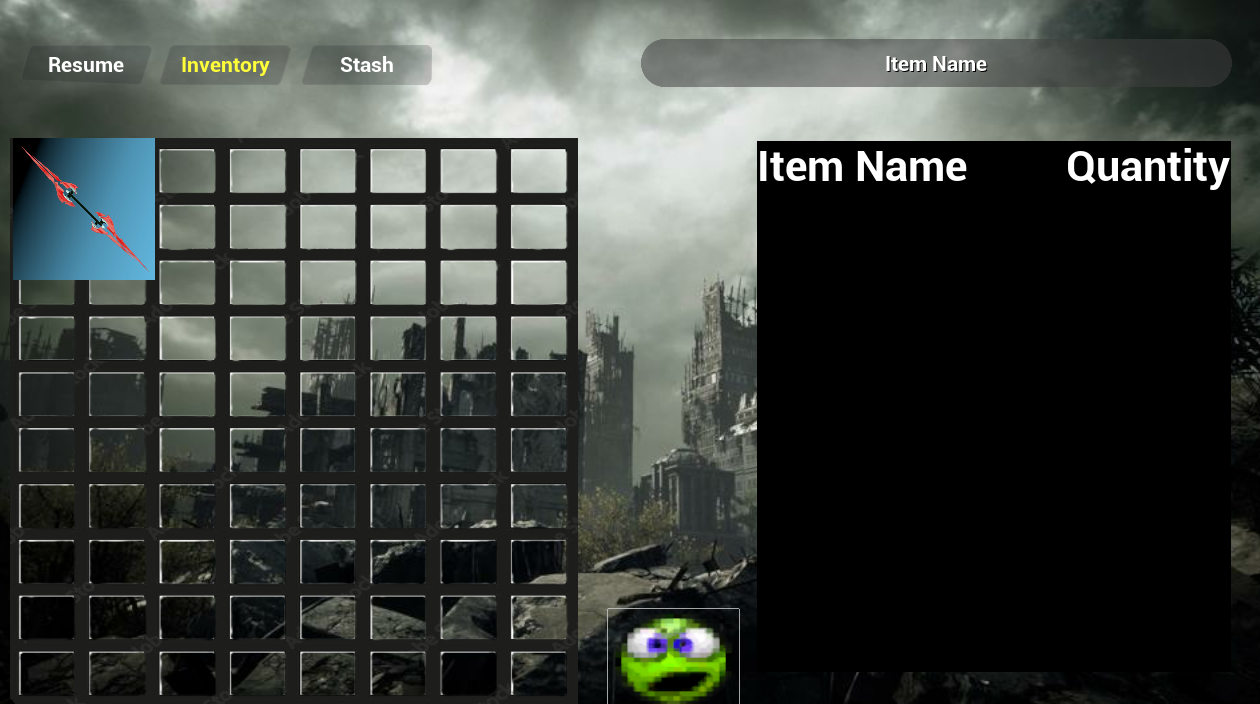 Resume
Inventory
Stash
Item Name
Item Name
Quantity